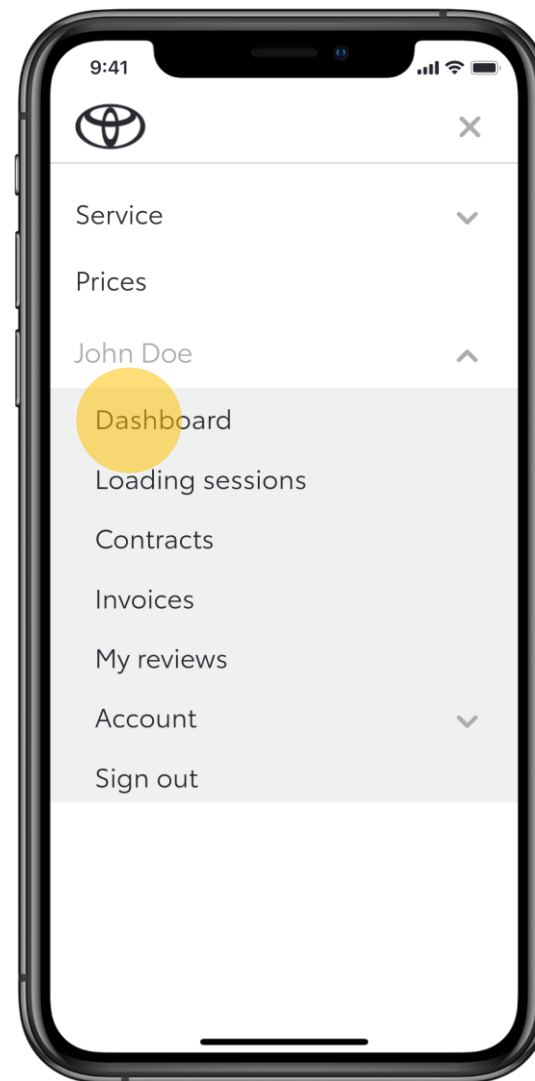 9:41
Service
Prices
John Doe
Dashboard
Loading sessions
Contracts
Invoices
My reviews
Account
Sign out